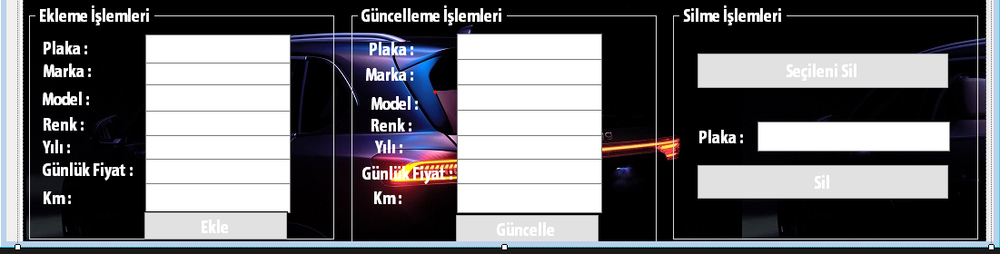 Ekleme İşlemleri
Plaka :
Marka :
Model :
Renk :
Yılı :
Günlük Fiyat :
Km :
Ekle
Güncelleme İşlemleri
Plaka :
Marka :
Model :
Renk :
Yılı :
Günlük Fiyat :
Km :
Güncelle
Silme İşlemleri
Seçileni Sil
Plaka :
Sil